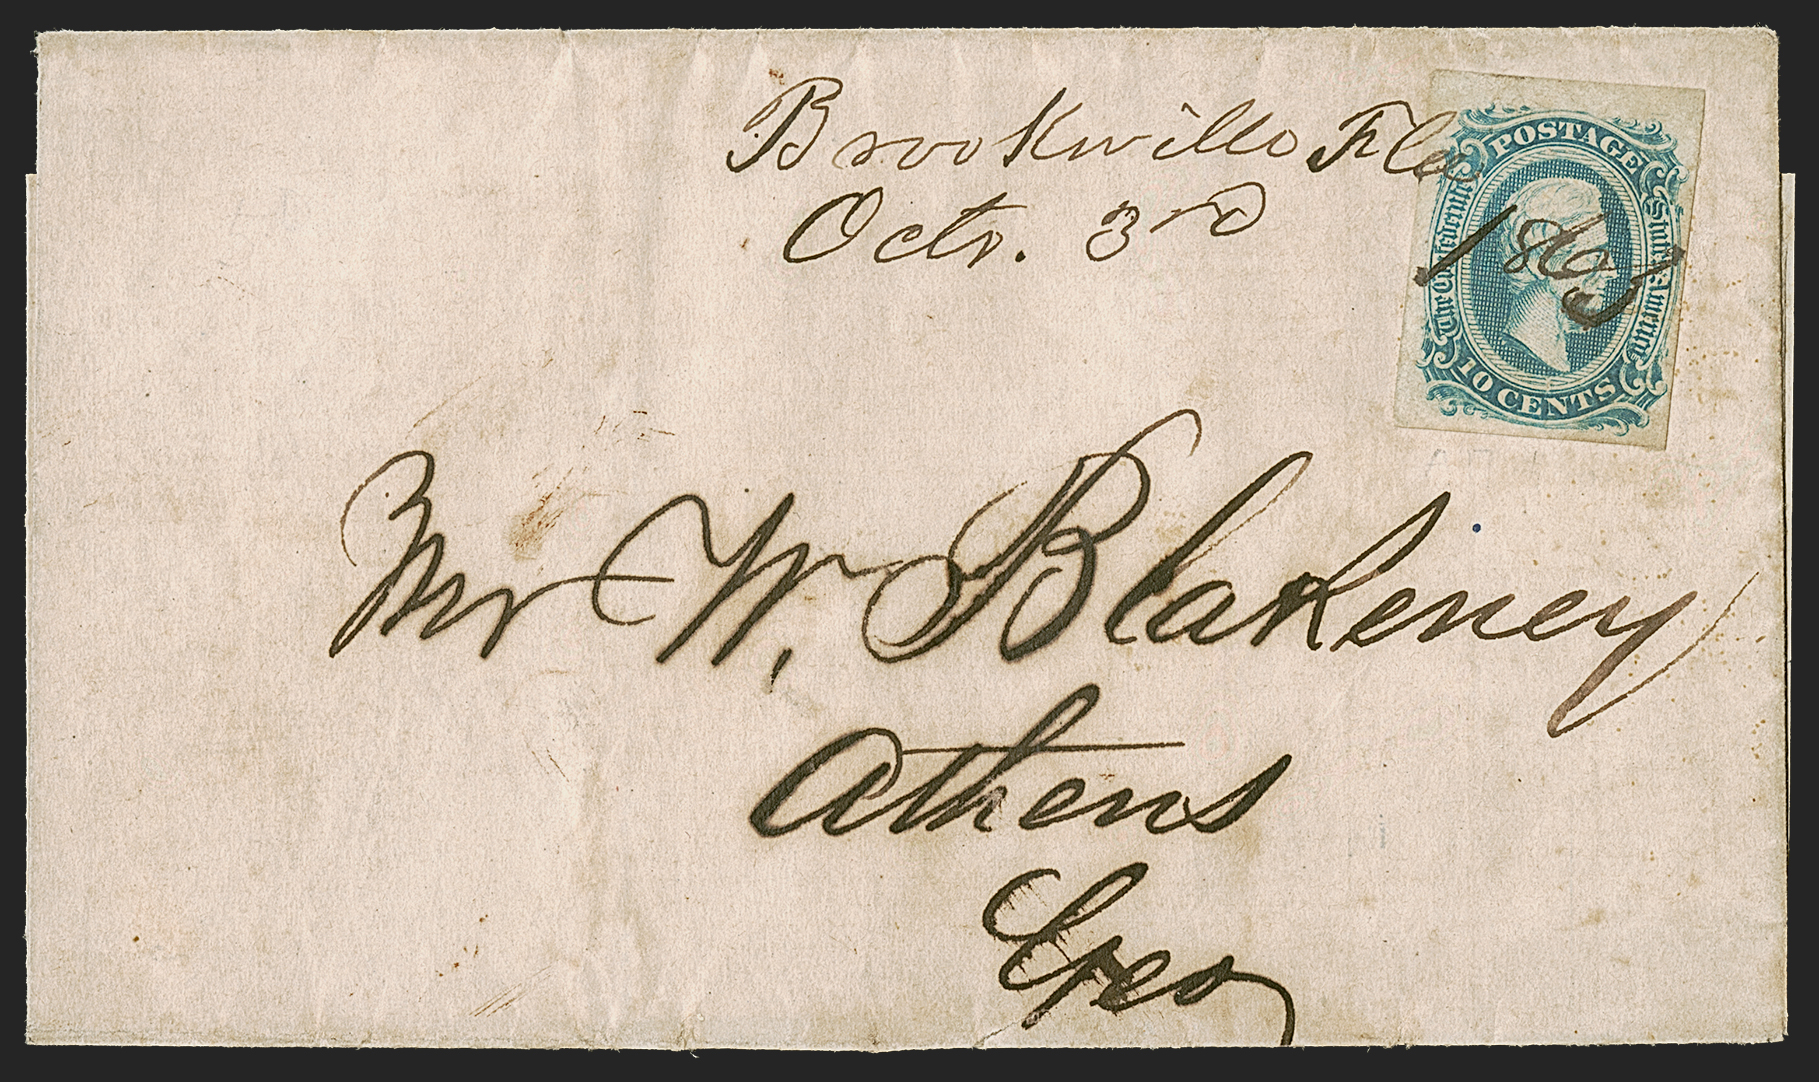 Brookville Fla
Octr. 3rd
1863
POSTAGE
The Confederate States of America
10 CENTS
Mr W. Blakeney
Athens
Geo